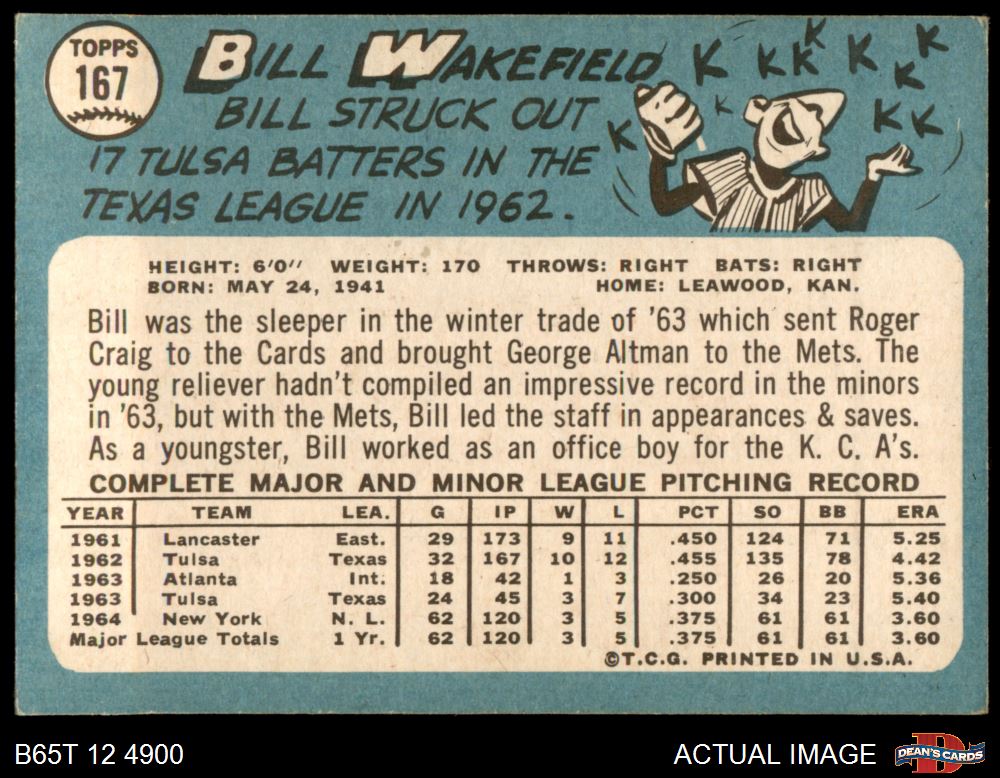 TOPPS
167
BILL WAKEFIELD
K K K K K K K K K K
BILL STRUCK OUT
17 TULSA BATTERS IN THE
TEXAS LEAGUE IN 1962.
HEIGHT: 6'0" WEIGHT: 170 THROWS: RIGHT BATS: RIGHT
BORN: MAY 24, 1941 HOME: LEAWOOD, KAN.
Bill was the sleeper in the winter trade of '63 which sent Roger
Craig to the Cards and brought George Altman to the Mets. The
young reliever hadn't compiled an impressive record in the minors
in '63, but with the Mets, Bill led the staff in appearances & saves.
As a youngster, Bill worked as an office boy for the K. C. A's.
COMPLETE MAJOR AND MINOR LEAGUE PITCHING RECORD
YEAR TEAM LEA. G IP W L PCT SO BB ERA
1961 Lancaster East. 29 173 9 11 .450 124 71 5.25
1962 Tulsa Texas 32 167 10 12 .455 135 78 4.42
1963 Atlanta Int. 18 42 1 3 .250 26 20 5.36
1963 Tulsa Texas 24 45 3 7 .300 34 23 5.40
1964 New York N. L. 62 120 3 5 .375 61 61 3.60
Major League Totals 1 Yr. 62 120 3 5 .375 61 61 3.60
©T.C.G. PRINTED IN U.S.A.
B65T 12 4900 ACTUAL IMAGE D DEAN'S CARDS